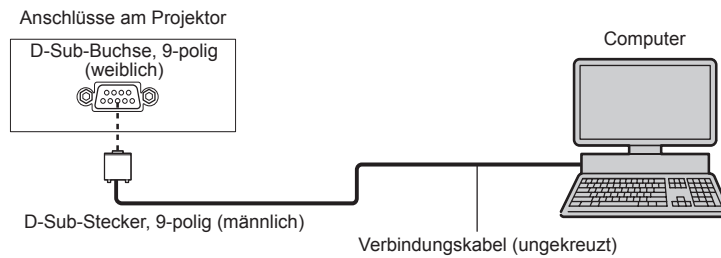 Anschlüsse am Projektor
D-Sub-Buchse, 9-polig
(weiblich)
Computer
D-Sub-Stecker, 9-polig (männlich)
Verbindungskabel (ungekreuzt)